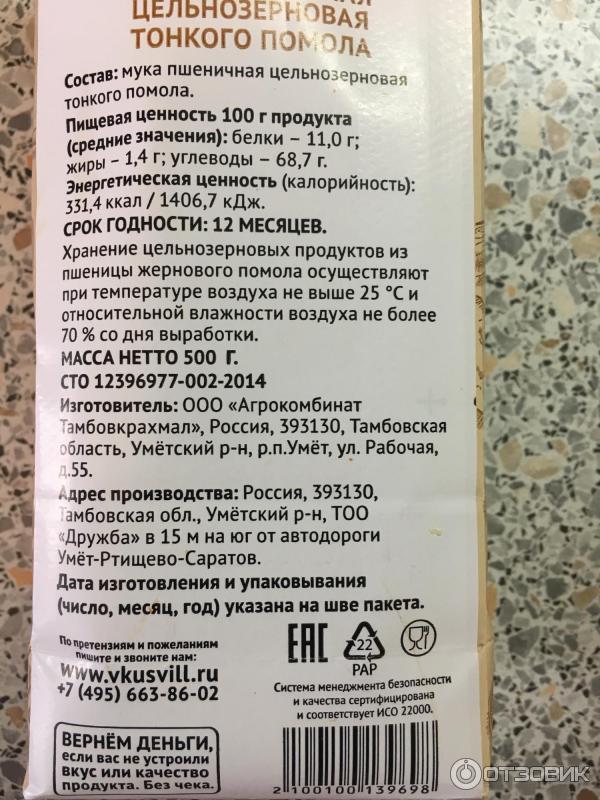 ЦЕЛЬНОЗЕРНОВАЯ
ТОНКОГО ПОМОЛА
Состав: мука пшеничная цельнозерновая
тонкого помола.
Пищевая ценность 100 г продукта
(средние значения): белки – 11,0 г;
жиры – 1,4 г; углеводы – 68,7 г.
Энергетическая ценность (калорийность):
331,4 ккал / 1406,7 кДж.
СРОК ГОДНОСТИ: 12 МЕСЯЦЕВ.
Хранение цельнозерновых продуктов из
пшеницы жернового помола осуществляют
при температуре воздуха не выше 25 °С и
относительной влажности воздуха не более
70 % со дня выработки.
МАССА НЕТТО 500 Г.
СТО 12396977-002-2014
Изготовитель: ООО «Агрокомбинат
Тамбовкрахмал», Россия, 393130, Тамбовская
область, Умётский р-н, р.п.Умёт, ул. Рабочая,
д.55.
Адрес производства: Россия, 393130,
Тамбовская обл., Умётский р-н, ТОО
«Дружба» в 15 м на юг от автодороги
Умёт-Ртищево-Саратов.
Дата изготовления и упаковывания
(число, месяц, год) указана на шве пакета.
По претензиям и пожеланиям
пишите и звоните нам:
www.vkusvill.ru
+7 (495) 663-86-02
EAC
22
PAP
Система менеджмента безопасности
и качества сертифицирована
и соответствует ИСО 22000.
ВЕРНЁМ ДЕНЬГИ,
если вас не устроили
вкус или качество
продукта. Без чека.
2 100100 139698
ОТЗОВИК